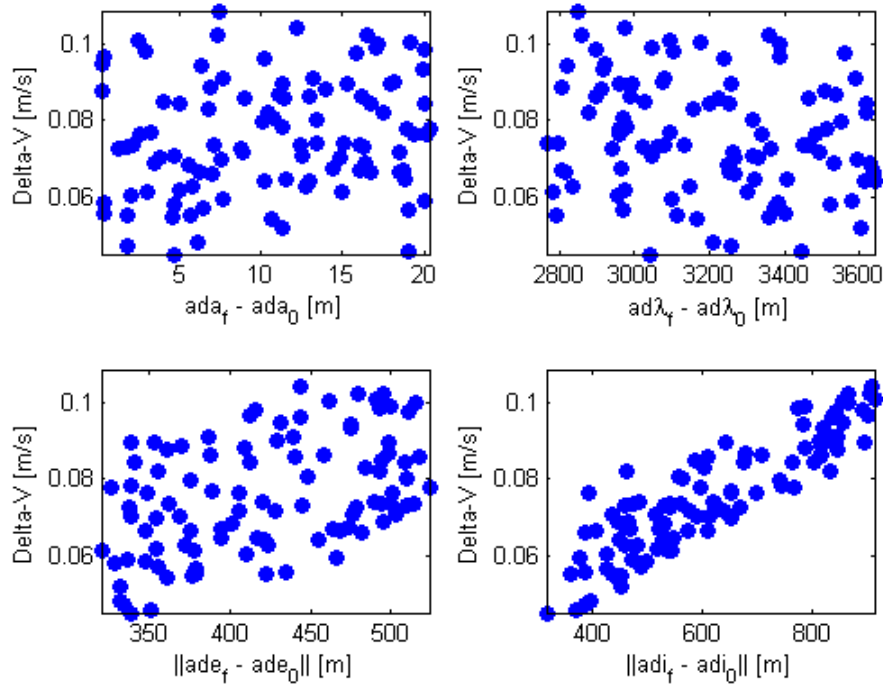 0.1
0.08
0.06
Delta-V [m/s]
5 10 15 20
ada_f - ada_0 [m]
0.1
0.08
0.06
Delta-V [m/s]
2800 3000 3200 3400 3600
adλ_f - adλ_0 [m]
0.1
0.08
0.06
Delta-V [m/s]
350 400 450 500
||ade_f - ade_0|| [m]
0.1
0.08
0.06
Delta-V [m/s]
400 600 800
||adi_f - adi_0|| [m]